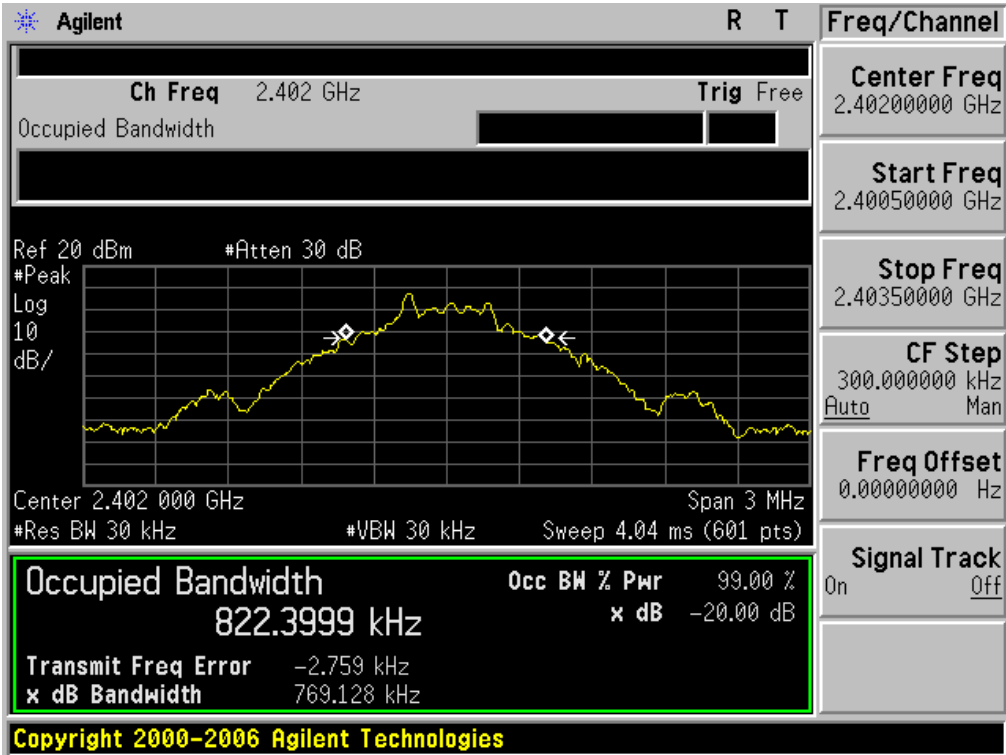 Agilent R T
Freq/Channel
Ch Freq 2.402 GHz Trig Free
Occupied Bandwidth
Center Freq
2.40200000 GHz
Start Freq
2.40050000 GHz
Stop Freq
2.40350000 GHz
CF Step
300.000000 kHz
Auto Man
Freq Offset
0.00000000 Hz
Signal Track
On Off
Ref 20 dBm #Atten 30 dB
#Peak
Log
10
dB/
Center 2.402 000 GHz Span 3 MHz
#Res BW 30 kHz #VBW 30 kHz Sweep 4.04 ms (601 pts)
Occupied Bandwidth
822.3999 kHz
Occ BW % Pwr 99.00 %
x dB -20.00 dB
Transmit Freq Error -2.759 kHz
x dB Bandwidth 769.128 kHz
Copyright 2000-2006 Agilent Technologies